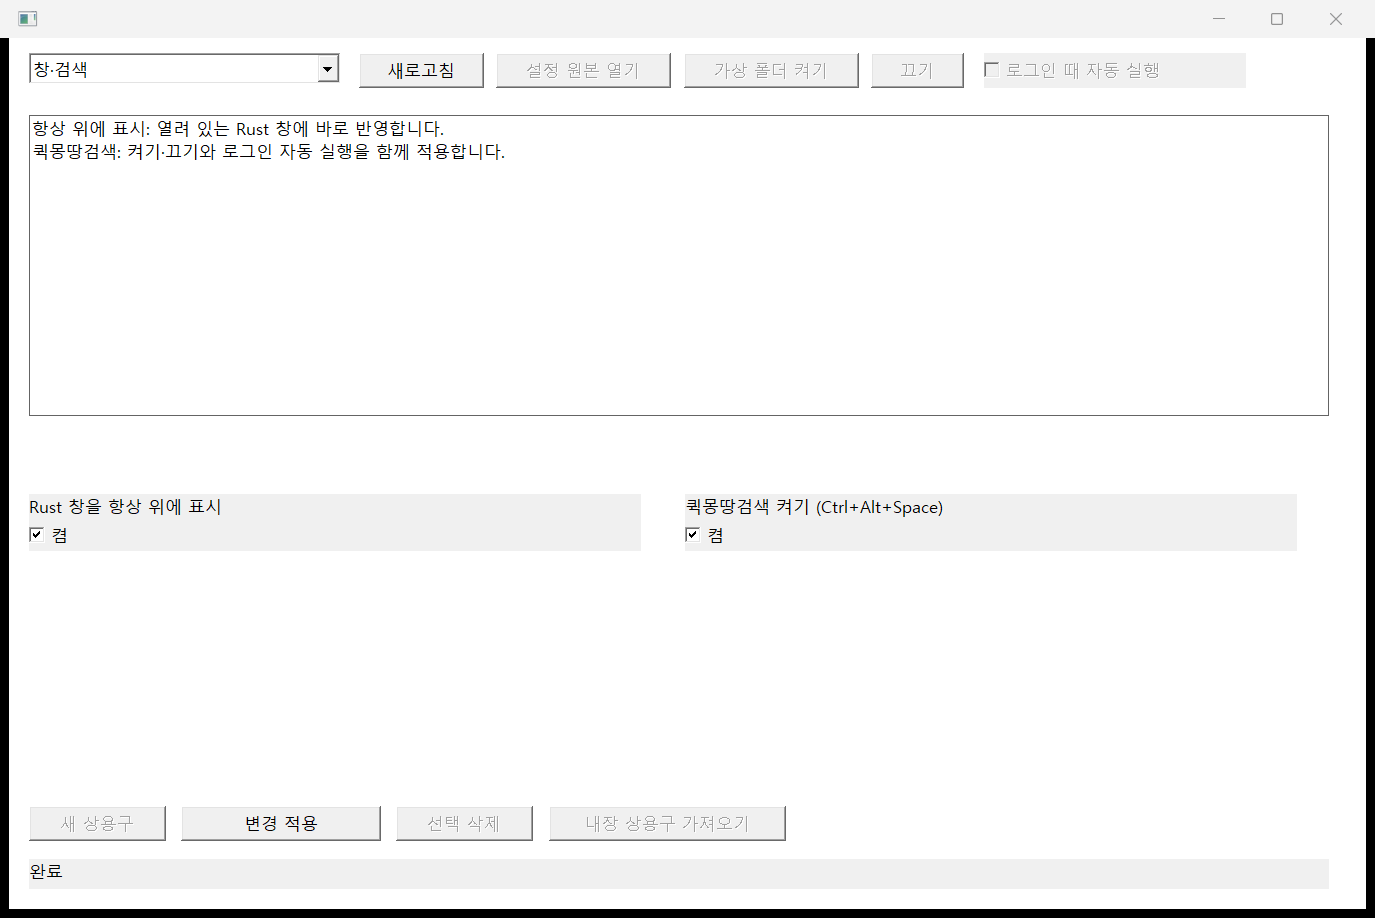 창·검색
새로고침
설정 원본 열기
가상 폴더 켜기
끄기
로그인 때 자동 실행
항상 위에 표시: 열려 있는 Rust 창에 바로 반영합니다.
퀵몽땅검색: 켜기·끄기와 로그인 자동 실행을 함께 적용합니다.
Rust 창을 항상 위에 표시
켬
퀵몽땅검색 켜기 (Ctrl+Alt+Space)
켬
새 상용구
변경 적용
선택 삭제
내장 상용구 가져오기
완료